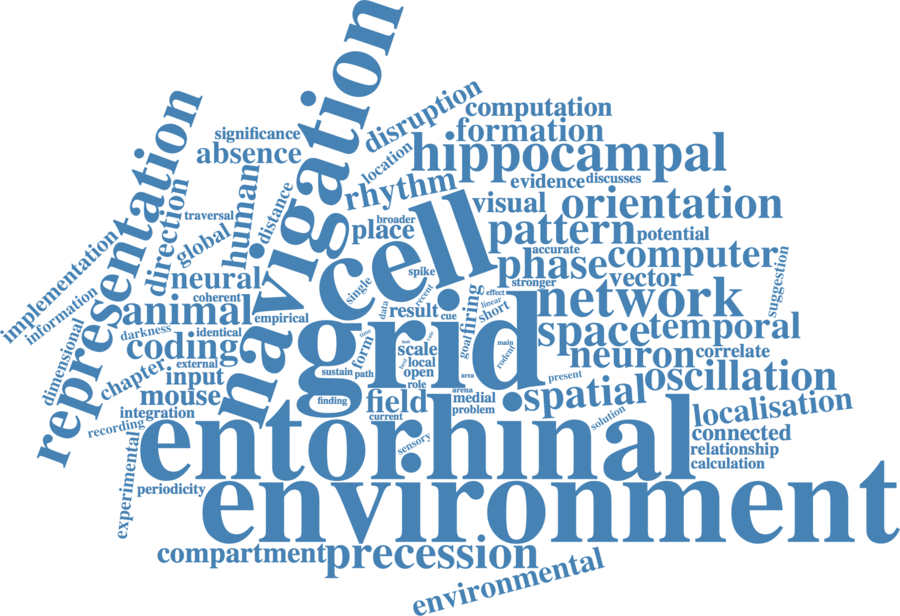 navigation
representation
disruption
computation
formation
significance
absence
location
hippocampal
rhythm
evidence
discusses
human
distance
direction
traversal
global
broader
place
cell
visual
orientation
pattern
potential
implementation
information
neural
coherent
animal
empirical
spike
single
accurate
phase
computer
stronger
vector
suggestion
data
recent
effect
linear
short
firing
network
result
cue
grid
darkness
identical
dimensional
coding
external
chapter
input
mouse
form
time
scale
local
open
role
sustain
path
goal
main
rodent
area
arena
space
temporal
neuron
correlate
present
spatial
oscillation
finding
field
current
medial
problem
solution
localisation
integration
recording
entorhinal
sensory
connected
relationship
calculation
experimental
periodicity
environment
compartment
precession
environmental